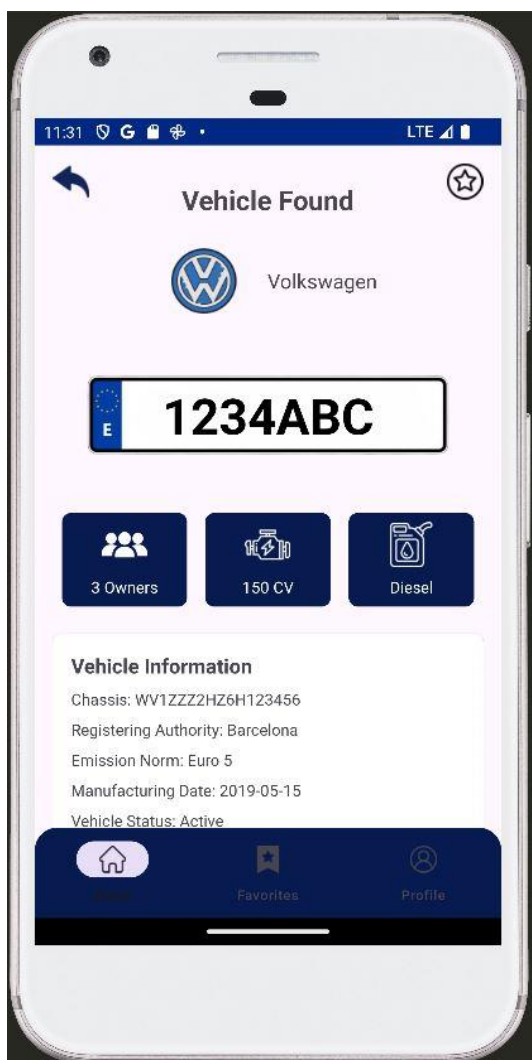 11:31 G LTE
Vehicle Found
Volkswagen
E 1234ABC
3 Owners 150 CV Diesel
Vehicle Information
Chassis: WV1ZZZ2HZ6H123456
Registering Authority: Barcelona
Emission Norm: Euro 5
Manufacturing Date: 2019-05-15
Vehicle Status: Active
Favorites Profile